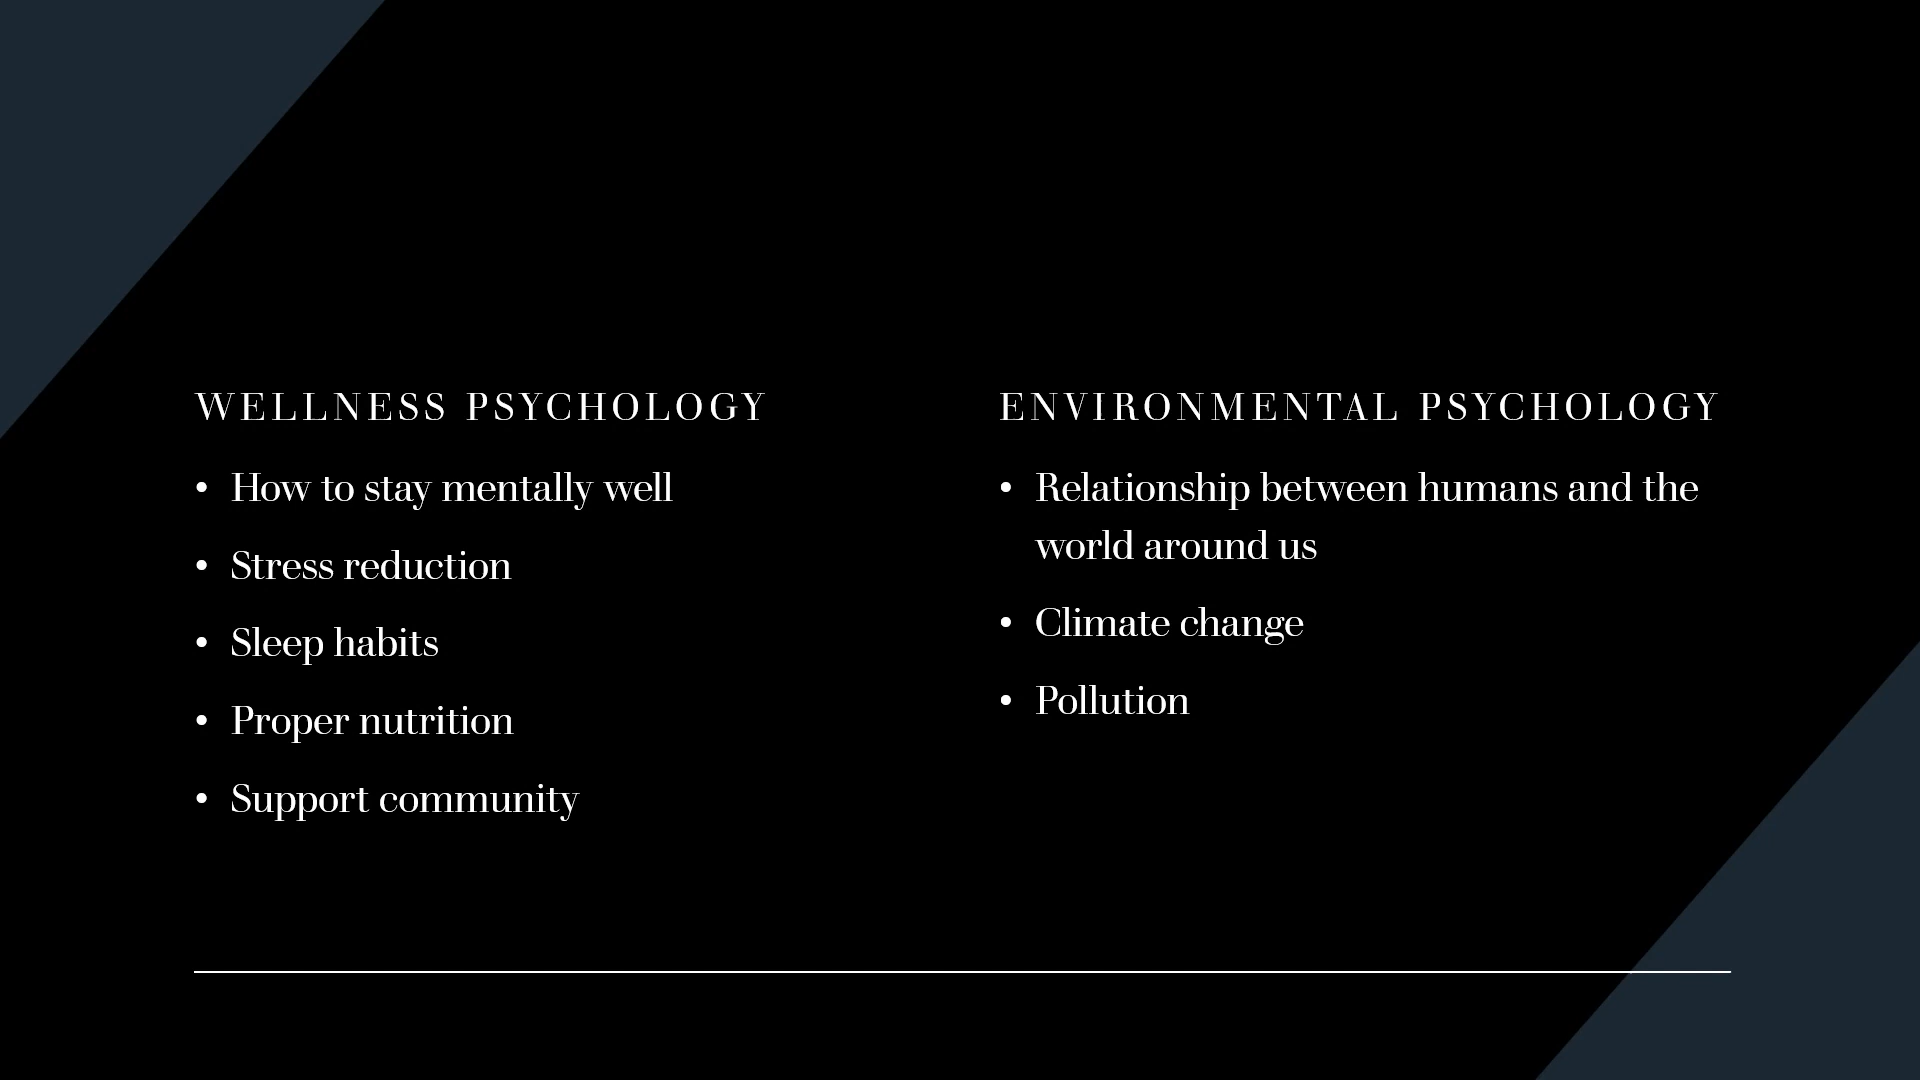 WELLNESS PSYCHOLOGY
• How to stay mentally well
• Stress reduction
• Sleep habits
• Proper nutrition
• Support community
ENVIRONMENTAL PSYCHOLOGY
• Relationship between humans and the
world around us
• Climate change
• Pollution